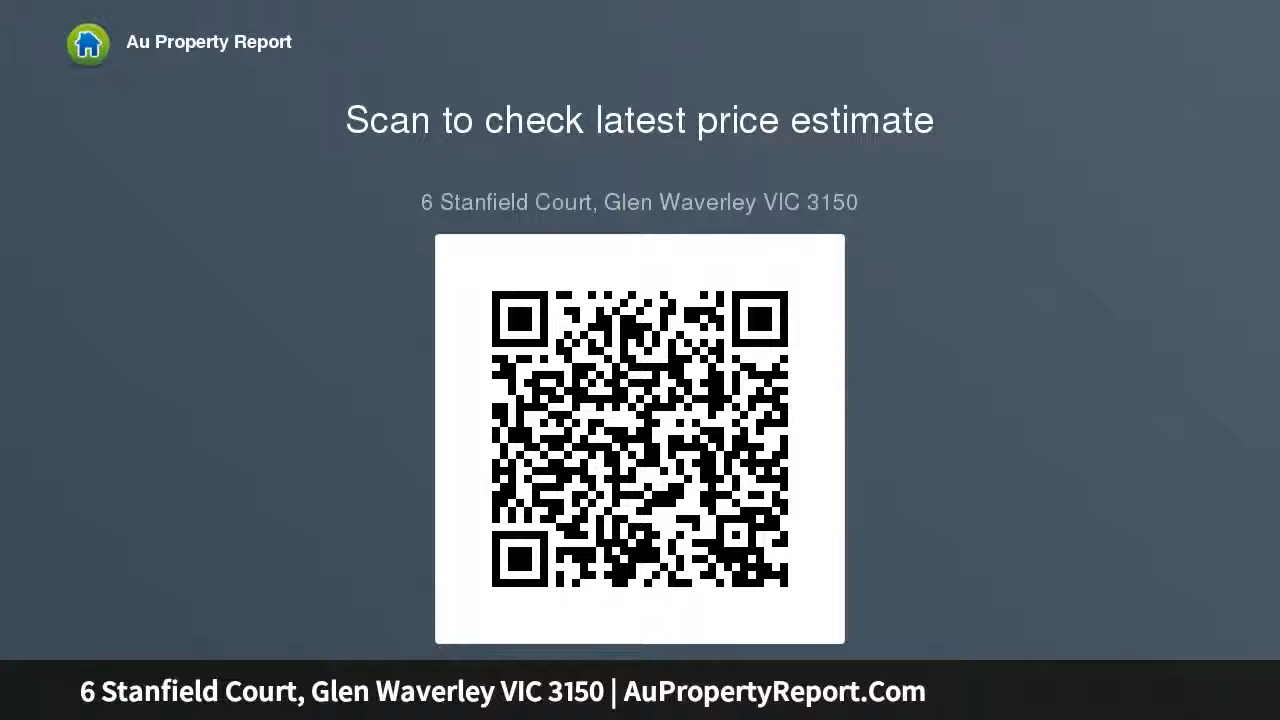 Au Property Report
Scan to check latest price estimate
6 Stanfield Court, Glen Waverley VIC 3150
6 Stanfield Court, Glen Waverley VIC 3150 | AuPropertyReport.Com